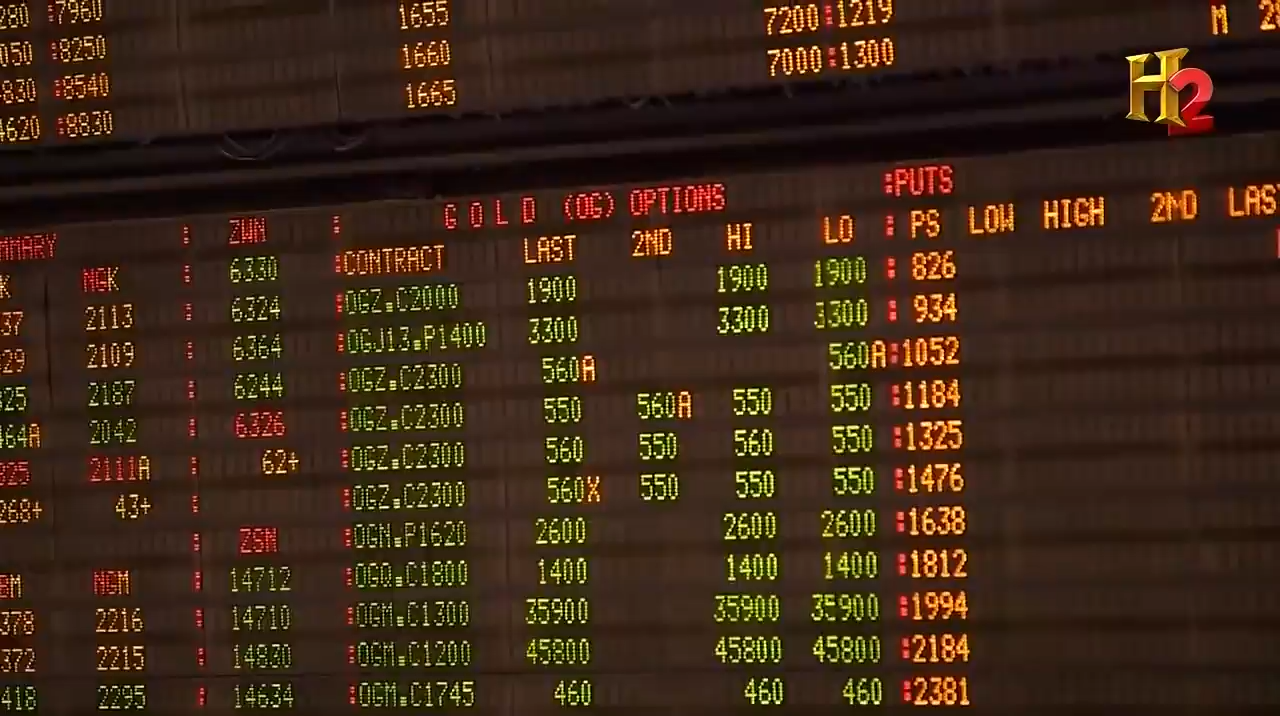 280 :7960 1655 7200:1219 M
050 :8250 1660 7000:1300
830 :8540 1665
4620 :8830
H2
:PUTS
ZWN : G O L D (OG) OPTIONS : PS LOW HIGH 2ND LAS
MMARY : 6330 :CONTRACT LAST 2ND HI LO : 826
K NGK : 6324 :OGZ.C2000 1900 1900 1900 : 934
37 2113 : 6364 :OGJ13.P1400 3300 3300 3300 :1052
29 2109 : 6244 :OGZ.C2300 560A 560A :1184
325 2187 : 6326 :OGZ.C2300 550 560A 550 550 :1325
464A 2042 : 62+ :OGZ.C2300 560 550 560 550 :1476
325 2111A : :OGZ.C2300 560X 550 550 550 :1638
268+ 43+ : ZSN :OGN.P1620 2600 2600 2600 :1812
GM NGM : 14712 :OGQ.C1800 1400 1400 1400 :1994
378 2216 : 14710 :OGM.C1300 35900 35900 35900 :2184
372 2215 : 14830 :OGM.C1200 45800 45800 45800 :2381
418 2295 : 14634 :OGM.C1745 460 460 460